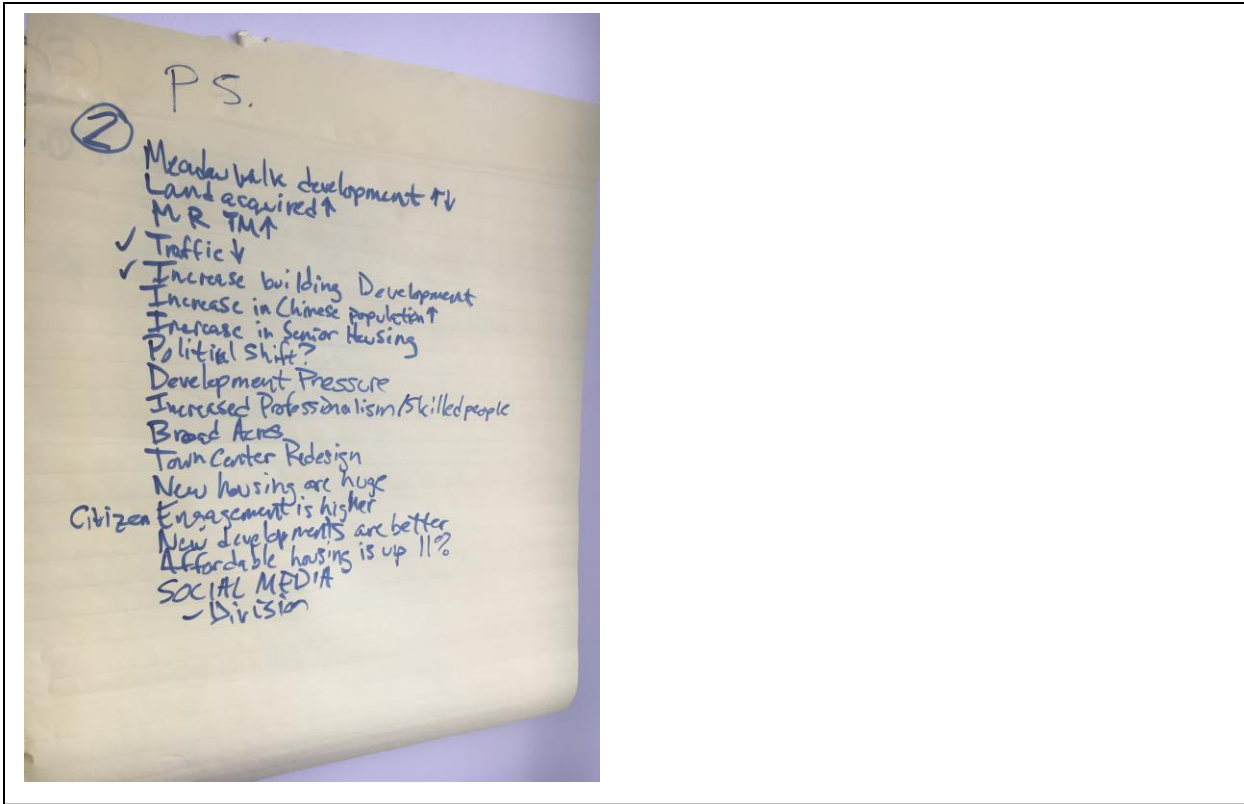 P S.
2
Meadow walk development ↑↓
Land acquired ↑
M R TM ↑
✓ Traffic ↓
✓ Increase building Development
Increase in Chinese population ↑
Increase in Senior Housing
Political Shift?
Development Pressure
Increased Professionalism/Skilled people
Broad Acres
Town Center Redesign
New housing are huge
Citizen Engagement is higher
New developments are better
Affordable housing is up 11?
SOCIAL MEDIA
- Division